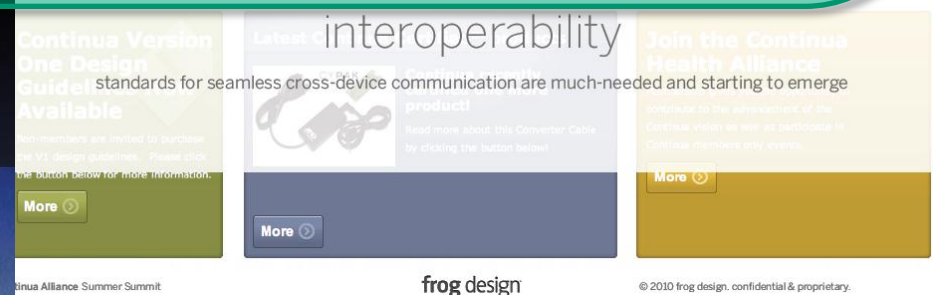 interoperability
standards for seamless cross-device communication are much-needed and starting to emerge
Continua Version
One Design
Available
Non-members are invited to purchase
the V1 design guidelines. Please click
the button below for more information.
More
Latest
product!
Read more about this Converter Cable
by clicking the button below!
More
Join the Continua
Health Alliance
contribute to the advancement of the
Continua vision as well as participate in
Continua members only events.
More
Alliance Summer Summit
frog design
© 2010 frog design. confidential & proprietary.